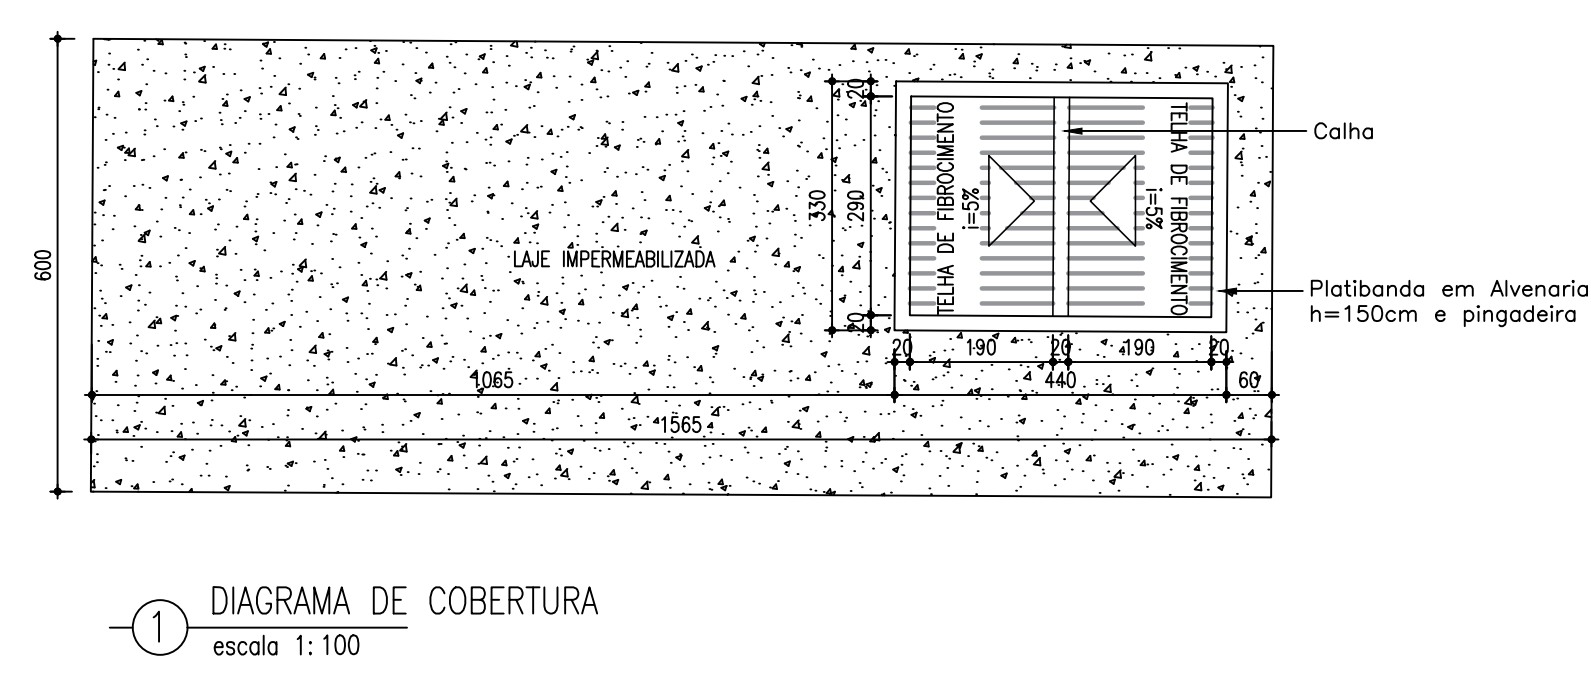 600
LAJE IMPERMEABILIZADA
330
20
290
20
TELHA DE FIBROCIMENTO
i=5%
i=5%
TELHA DE FIBROCIMENTO
Calha
Platibanda em Alvenaria
h=150cm e pingadeira
20 190 20 190 20
1065 440 60
1565
1 DIAGRAMA DE COBERTURA
escala 1:100